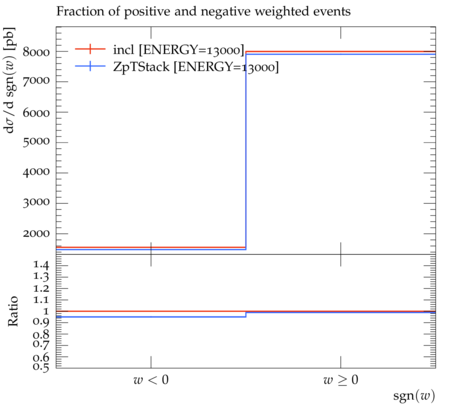 Fraction of positive and negative weighted events
dσ/d sgn(w) [pb]
8000
7000
6000
5000
4000
3000
2000
incl [ENERGY=13000]
ZpTStack [ENERGY=13000]
Ratio
1.4
1.3
1.2
1.1
1
0.9
0.8
0.7
0.6
0.5
w < 0
w ≥ 0
sgn(w)